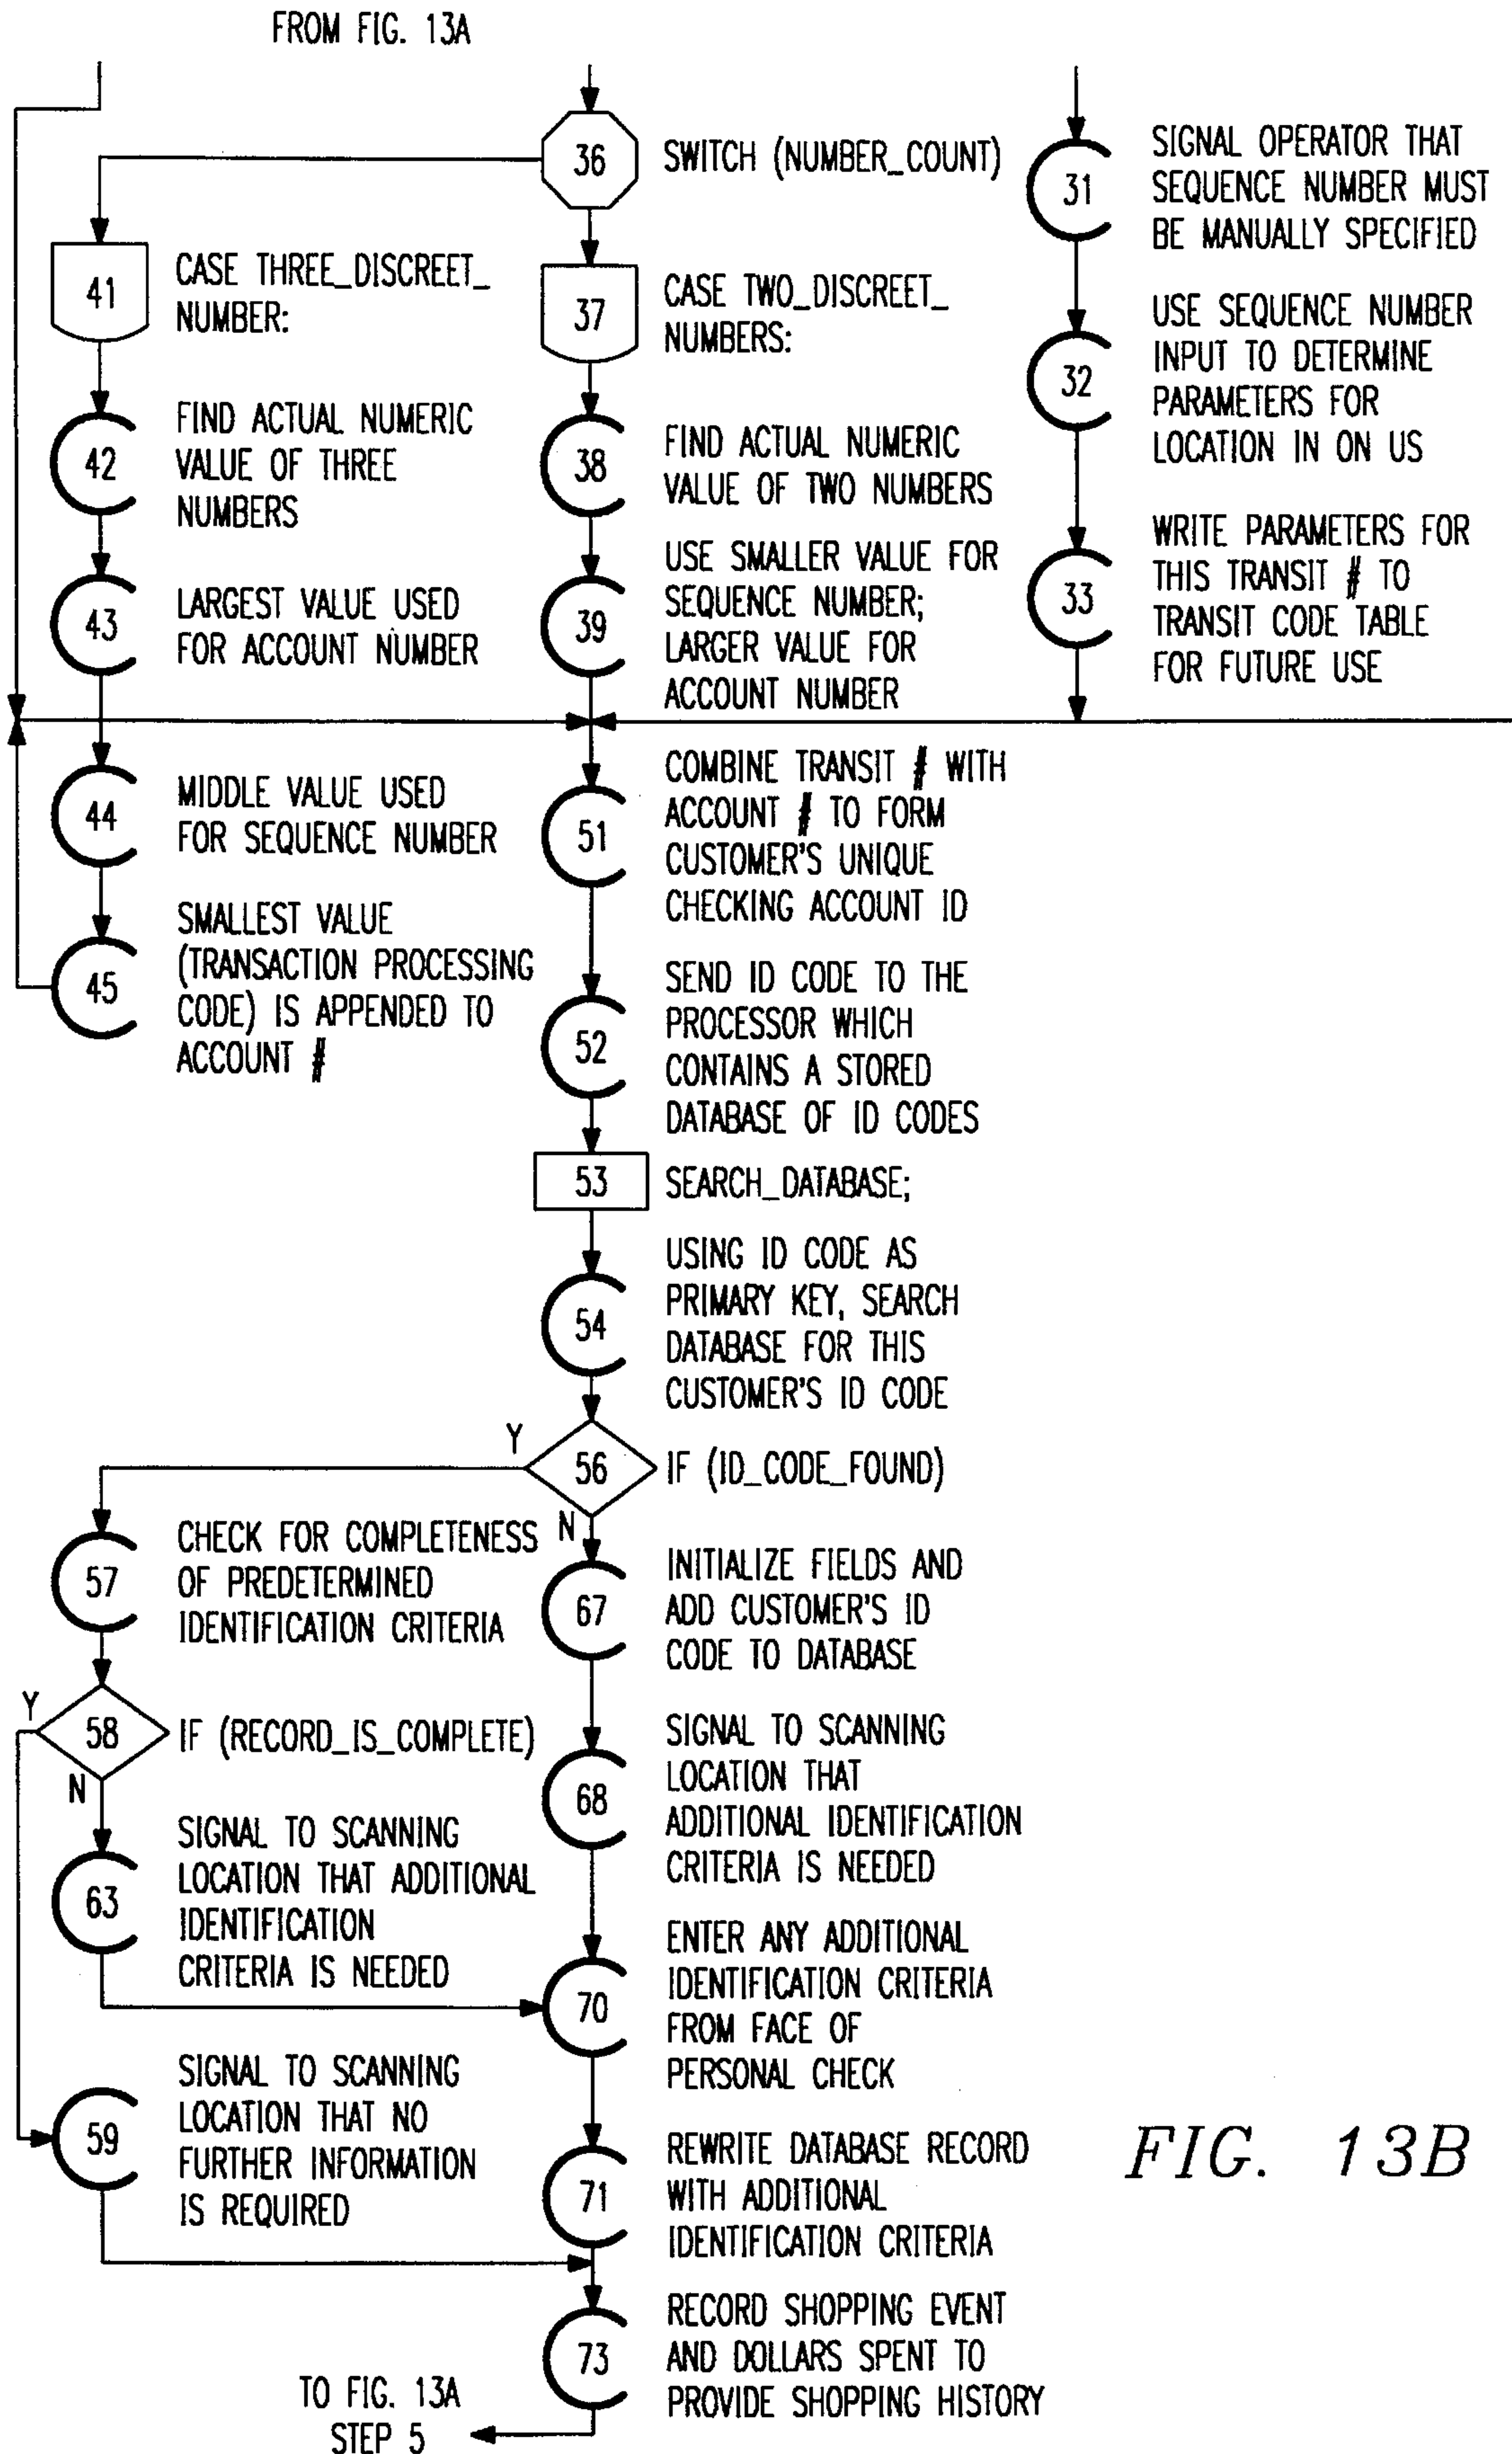 FROM FIG. 13A
36
SWITCH (NUMBER_COUNT)
41
CASE THREE_DISCREET_
NUMBER:
37
CASE TWO_DISCREET_
NUMBERS:
31
SIGNAL OPERATOR THAT
SEQUENCE NUMBER MUST
BE MANUALLY SPECIFIED
42
FIND ACTUAL NUMERIC
VALUE OF THREE
NUMBERS
38
FIND ACTUAL NUMERIC
VALUE OF TWO NUMBERS
32
USE SEQUENCE NUMBER
INPUT TO DETERMINE
PARAMETERS FOR
LOCATION IN ON US
43
LARGEST VALUE USED
FOR ACCOUNT NUMBER
39
USE SMALLER VALUE FOR
SEQUENCE NUMBER;
LARGER VALUE FOR
ACCOUNT NUMBER
33
WRITE PARAMETERS FOR
THIS TRANSIT # TO
TRANSIT CODE TABLE
FOR FUTURE USE
44
MIDDLE VALUE USED
FOR SEQUENCE NUMBER
51
COMBINE TRANSIT # WITH
ACCOUNT # TO FORM
CUSTOMER'S UNIQUE
CHECKING ACCOUNT ID
45
SMALLEST VALUE
(TRANSACTION PROCESSING
CODE) IS APPENDED TO
ACCOUNT #
52
SEND ID CODE TO THE
PROCESSOR WHICH
CONTAINS A STORED
DATABASE OF ID CODES
53
SEARCH_DATABASE;
54
USING ID CODE AS
PRIMARY KEY, SEARCH
DATABASE FOR THIS
CUSTOMER'S ID CODE
Y
56
IF (ID_CODE_FOUND)
N
57
CHECK FOR COMPLETENESS
OF PREDETERMINED
IDENTIFICATION CRITERIA
67
INITIALIZE FIELDS AND
ADD CUSTOMER'S ID
CODE TO DATABASE
Y
58
IF (RECORD_IS_COMPLETE)
N
68
SIGNAL TO SCANNING
LOCATION THAT
ADDITIONAL IDENTIFICATION
CRITERIA IS NEEDED
63
SIGNAL TO SCANNING
LOCATION THAT ADDITIONAL
IDENTIFICATION
CRITERIA IS NEEDED
70
ENTER ANY ADDITIONAL
IDENTIFICATION CRITERIA
FROM FACE OF
PERSONAL CHECK
59
SIGNAL TO SCANNING
LOCATION THAT NO
FURTHER INFORMATION
IS REQUIRED
71
REWRITE DATABASE RECORD
WITH ADDITIONAL
IDENTIFICATION CRITERIA
FIG. 13B
73
RECORD SHOPPING EVENT
AND DOLLARS SPENT TO
PROVIDE SHOPPING HISTORY
TO FIG. 13A
STEP 5